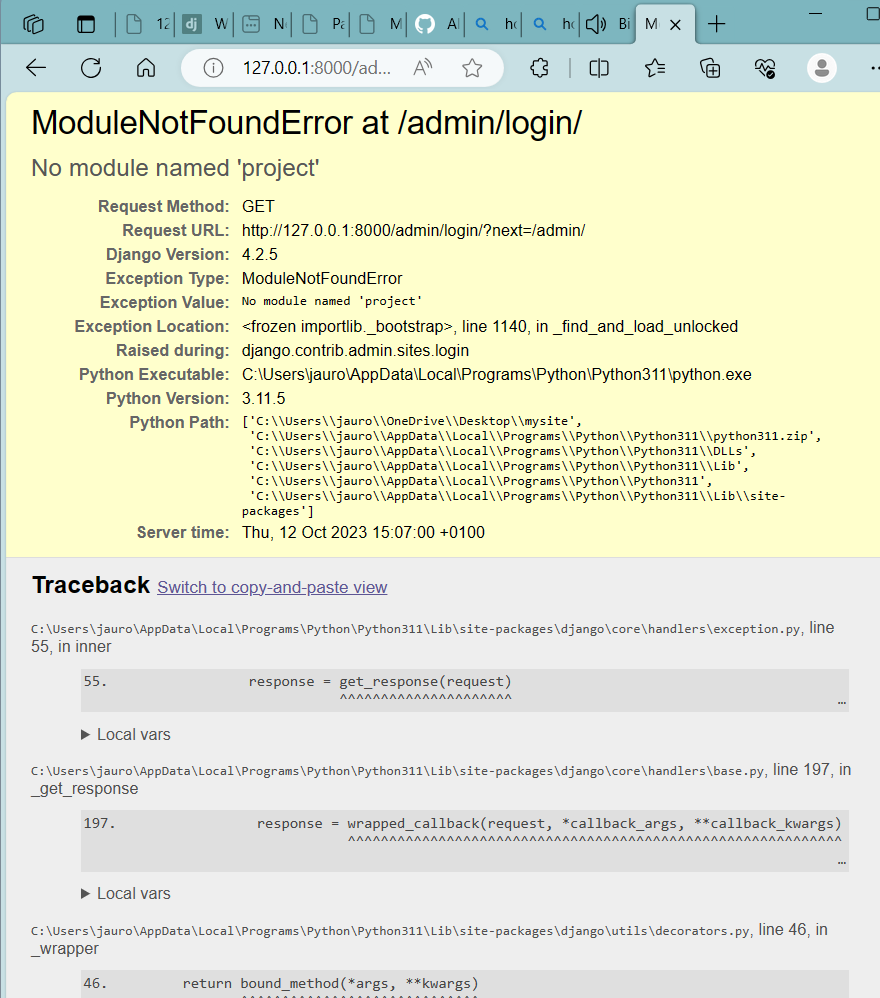 12
dj W
N
Pa
M
Al
ho
ho
Bi
M
127.0.0.1:8000/ad...
ModuleNotFoundError at /admin/login/
No module named 'project'
Request Method: GET
Request URL: http://127.0.0.1:8000/admin/login/?next=/admin/
Django Version: 4.2.5
Exception Type: ModuleNotFoundError
Exception Value: No module named 'project'
Exception Location: <frozen importlib._bootstrap>, line 1140, in _find_and_load_unlocked
Raised during: django.contrib.admin.sites.login
Python Executable: C:\Users\jauro\AppData\Local\Programs\Python\Python311\python.exe
Python Version: 3.11.5
Python Path: ['C:\\Users\\jauro\\OneDrive\\Desktop\\mysite',
'C:\\Users\\jauro\\AppData\\Local\\Programs\\Python\\Python311\\python311.zip',
'C:\\Users\\jauro\\AppData\\Local\\Programs\\Python\\Python311\\DLLs',
'C:\\Users\\jauro\\AppData\\Local\\Programs\\Python\\Python311\\Lib',
'C:\\Users\\jauro\\AppData\\Local\\Programs\\Python\\Python311',
'C:\\Users\\jauro\\AppData\\Local\\Programs\\Python\\Python311\\Lib\\site-
packages']
Server time: Thu, 12 Oct 2023 15:07:00 +0100
Traceback Switch to copy-and-paste view
C:\Users\jauro\AppData\Local\Programs\Python\Python311\Lib\site-packages\django\core\handlers\exception.py, line
55, in inner
55. response = get_response(request)
^^^^^^^^^^^^^^^^^^^^^
…
▶ Local vars
C:\Users\jauro\AppData\Local\Programs\Python\Python311\Lib\site-packages\django\core\handlers\base.py, line 197, in
_get_response
197. response = wrapped_callback(request, *callback_args, **callback_kwargs)
^^^^^^^^^^^^^^^^^^^^^^^^^^^^^^^^^^^^^^^^^^^^^^^^^^^^^^^^^^^^
…
▶ Local vars
C:\Users\jauro\AppData\Local\Programs\Python\Python311\Lib\site-packages\django\utils\decorators.py, line 46, in
_wrapper
46. return bound_method(*args, **kwargs)
^^^^^^^^^^^^^^^^^^^^^^^^^^^^^